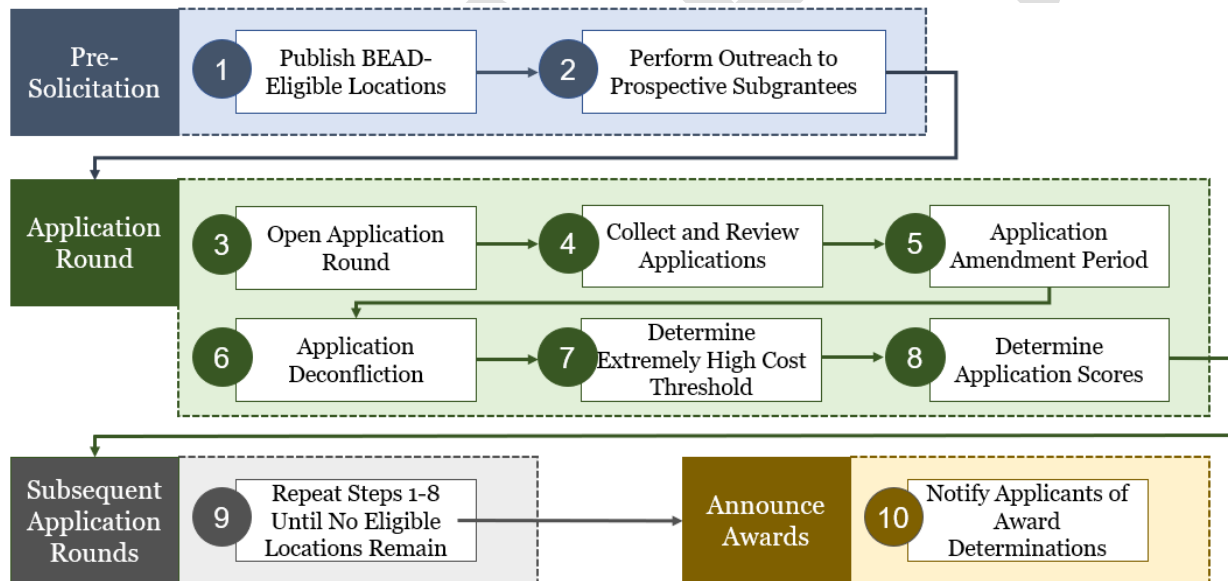 Pre-
Solicitation
1
Publish BEAD-
Eligible Locations
2
Perform Outreach to
Prospective Subgrantees
Application
Round
3
Open Application
Round
4
Collect and Review
Applications
5
Application
Amendment Period
6
Application
Deconfliction
7
Determine
Extremely High Cost
Threshold
8
Determine
Application Scores
Subsequent
Application
Rounds
9
Repeat Steps 1-8
Until No Eligible
Locations Remain
Announce
Awards
10
Notify Applicants of
Award
Determinations